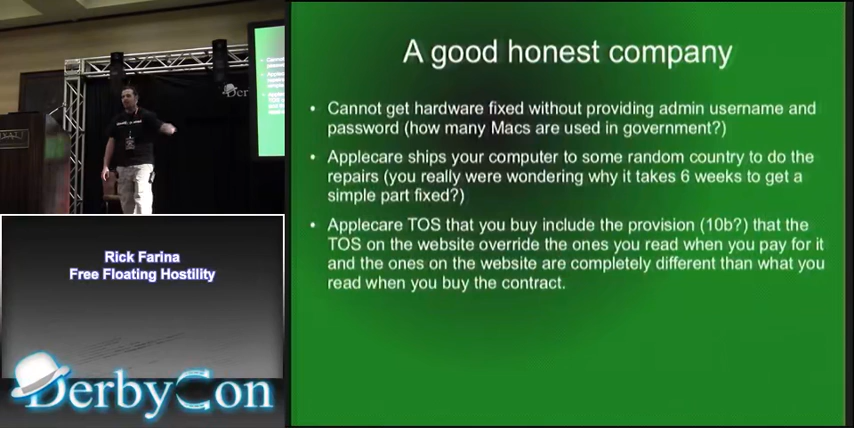 A good honest company
• Cannot get hardware fixed without providing admin username and
password (how many Macs are used in government?)
• Applecare ships your computer to some random country to do the
repairs (you really were wondering why it takes 6 weeks to get a
simple part fixed?)
• Applecare TOS that you buy include the provision (10b?) that the
TOS on the website override the ones you read when you pay for it
and the ones on the website are completely different than what you
read when you buy the contract.
Rick Farina
Free Floating Hostility
DerbyCon